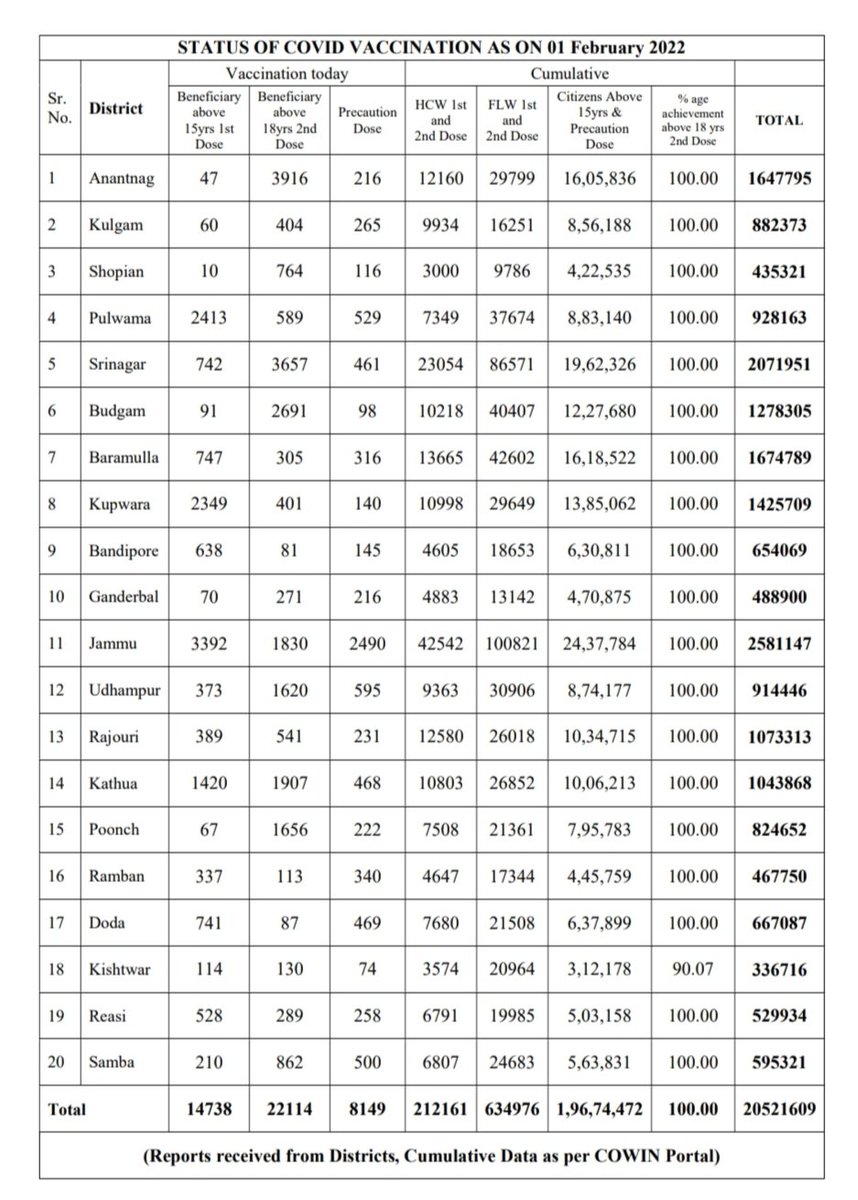 STATUS OF COVID VACCINATION AS ON 01 February 2022
Sr. No. District Vaccination today Cumulative
Beneficiary above 15yrs 1st Dose Beneficiary above 18yrs 2nd Dose Precaution Dose HCW 1st and 2nd Dose FLW 1st and 2nd Dose Citizens Above 15yrs & Precaution Dose % age achievement above 18 yrs 2nd Dose TOTAL
1 Anantnag 47 3916 216 12160 29799 16,05,836 100.00 1647795
2 Kulgam 60 404 265 9934 16251 8,56,188 100.00 882373
3 Shopian 10 764 116 3000 9786 4,22,535 100.00 435321
4 Pulwama 2413 589 529 7349 37674 8,83,140 100.00 928163
5 Srinagar 742 3657 461 23054 86571 19,62,326 100.00 2071951
6 Budgam 91 2691 98 10218 40407 12,27,680 100.00 1278305
7 Baramulla 747 305 316 13665 42602 16,18,522 100.00 1674789
8 Kupwara 2349 401 140 10998 29649 13,85,062 100.00 1425709
9 Bandipore 638 81 145 4605 18653 6,30,811 100.00 654069
10 Ganderbal 70 271 216 4883 13142 4,70,875 100.00 488900
11 Jammu 3392 1830 2490 42542 100821 24,37,784 100.00 2581147
12 Udhampur 373 1620 595 9363 30906 8,74,177 100.00 914446
13 Rajouri 389 541 231 12580 26018 10,34,715 100.00 1073313
14 Kathua 1420 1907 468 10803 26852 10,06,213 100.00 1043868
15 Poonch 67 1656 222 7508 21361 7,95,783 100.00 824652
16 Ramban 337 113 340 4647 17344 4,45,759 100.00 467750
17 Doda 741 87 469 7680 21508 6,37,899 100.00 667087
18 Kishtwar 114 130 74 3574 20964 3,12,178 90.07 336716
19 Reasi 528 289 258 6791 19985 5,03,158 100.00 529934
20 Samba 210 862 500 6807 24683 5,63,831 100.00 595321
Total 14738 22114 8149 212161 634976 1,96,74,472 100.00 20521609
(Reports received from Districts, Cumulative Data as per COWIN Portal)